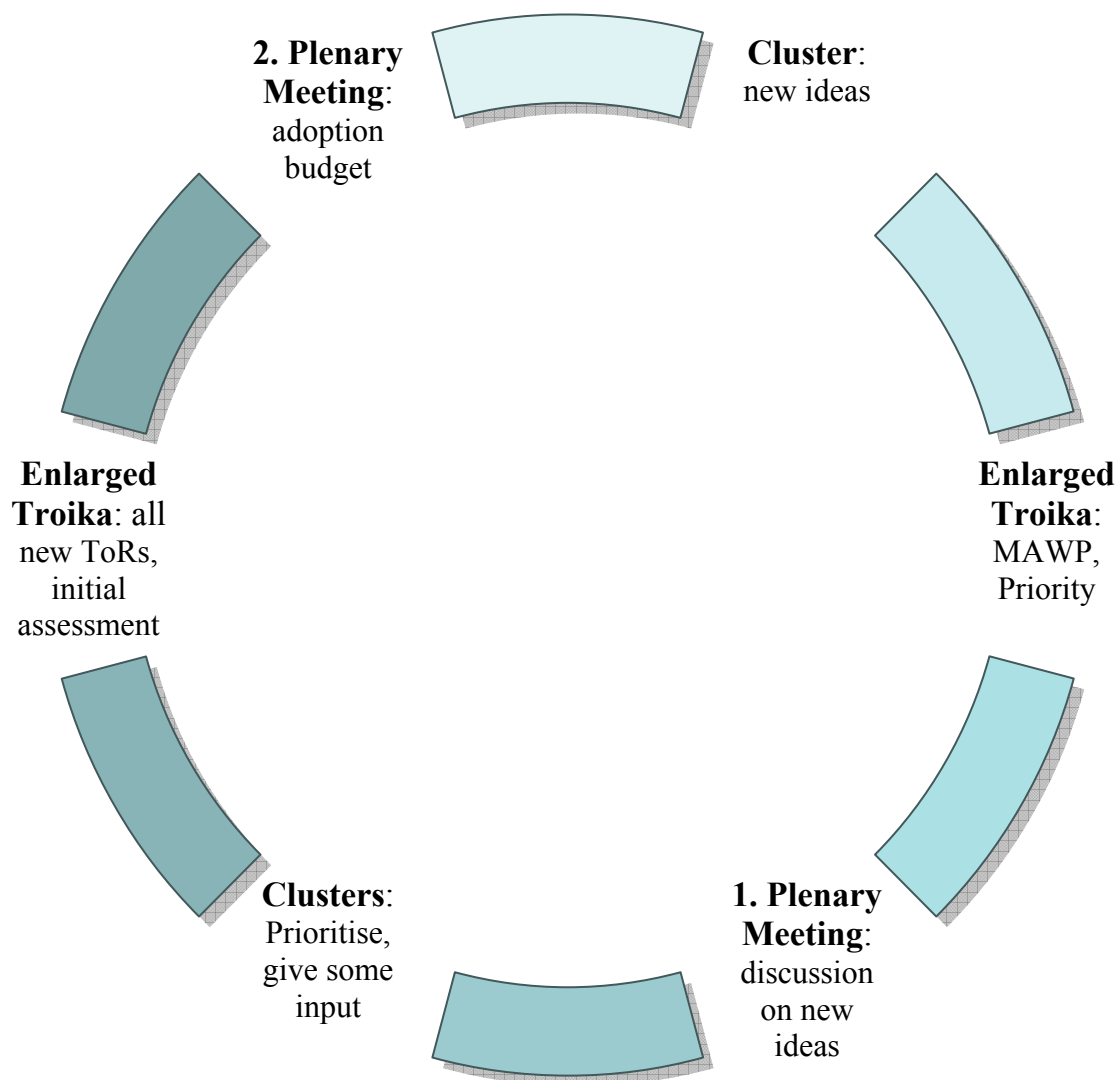 2. Plenary
Meeting:
adoption
budget
Cluster:
new ideas
Enlarged
Troika: all
new ToRs,
initial
assessment
Enlarged
Troika:
MAWP,
Priority
Clusters:
Prioritise,
give some
input
1. Plenary
Meeting:
discussion
on new
ideas